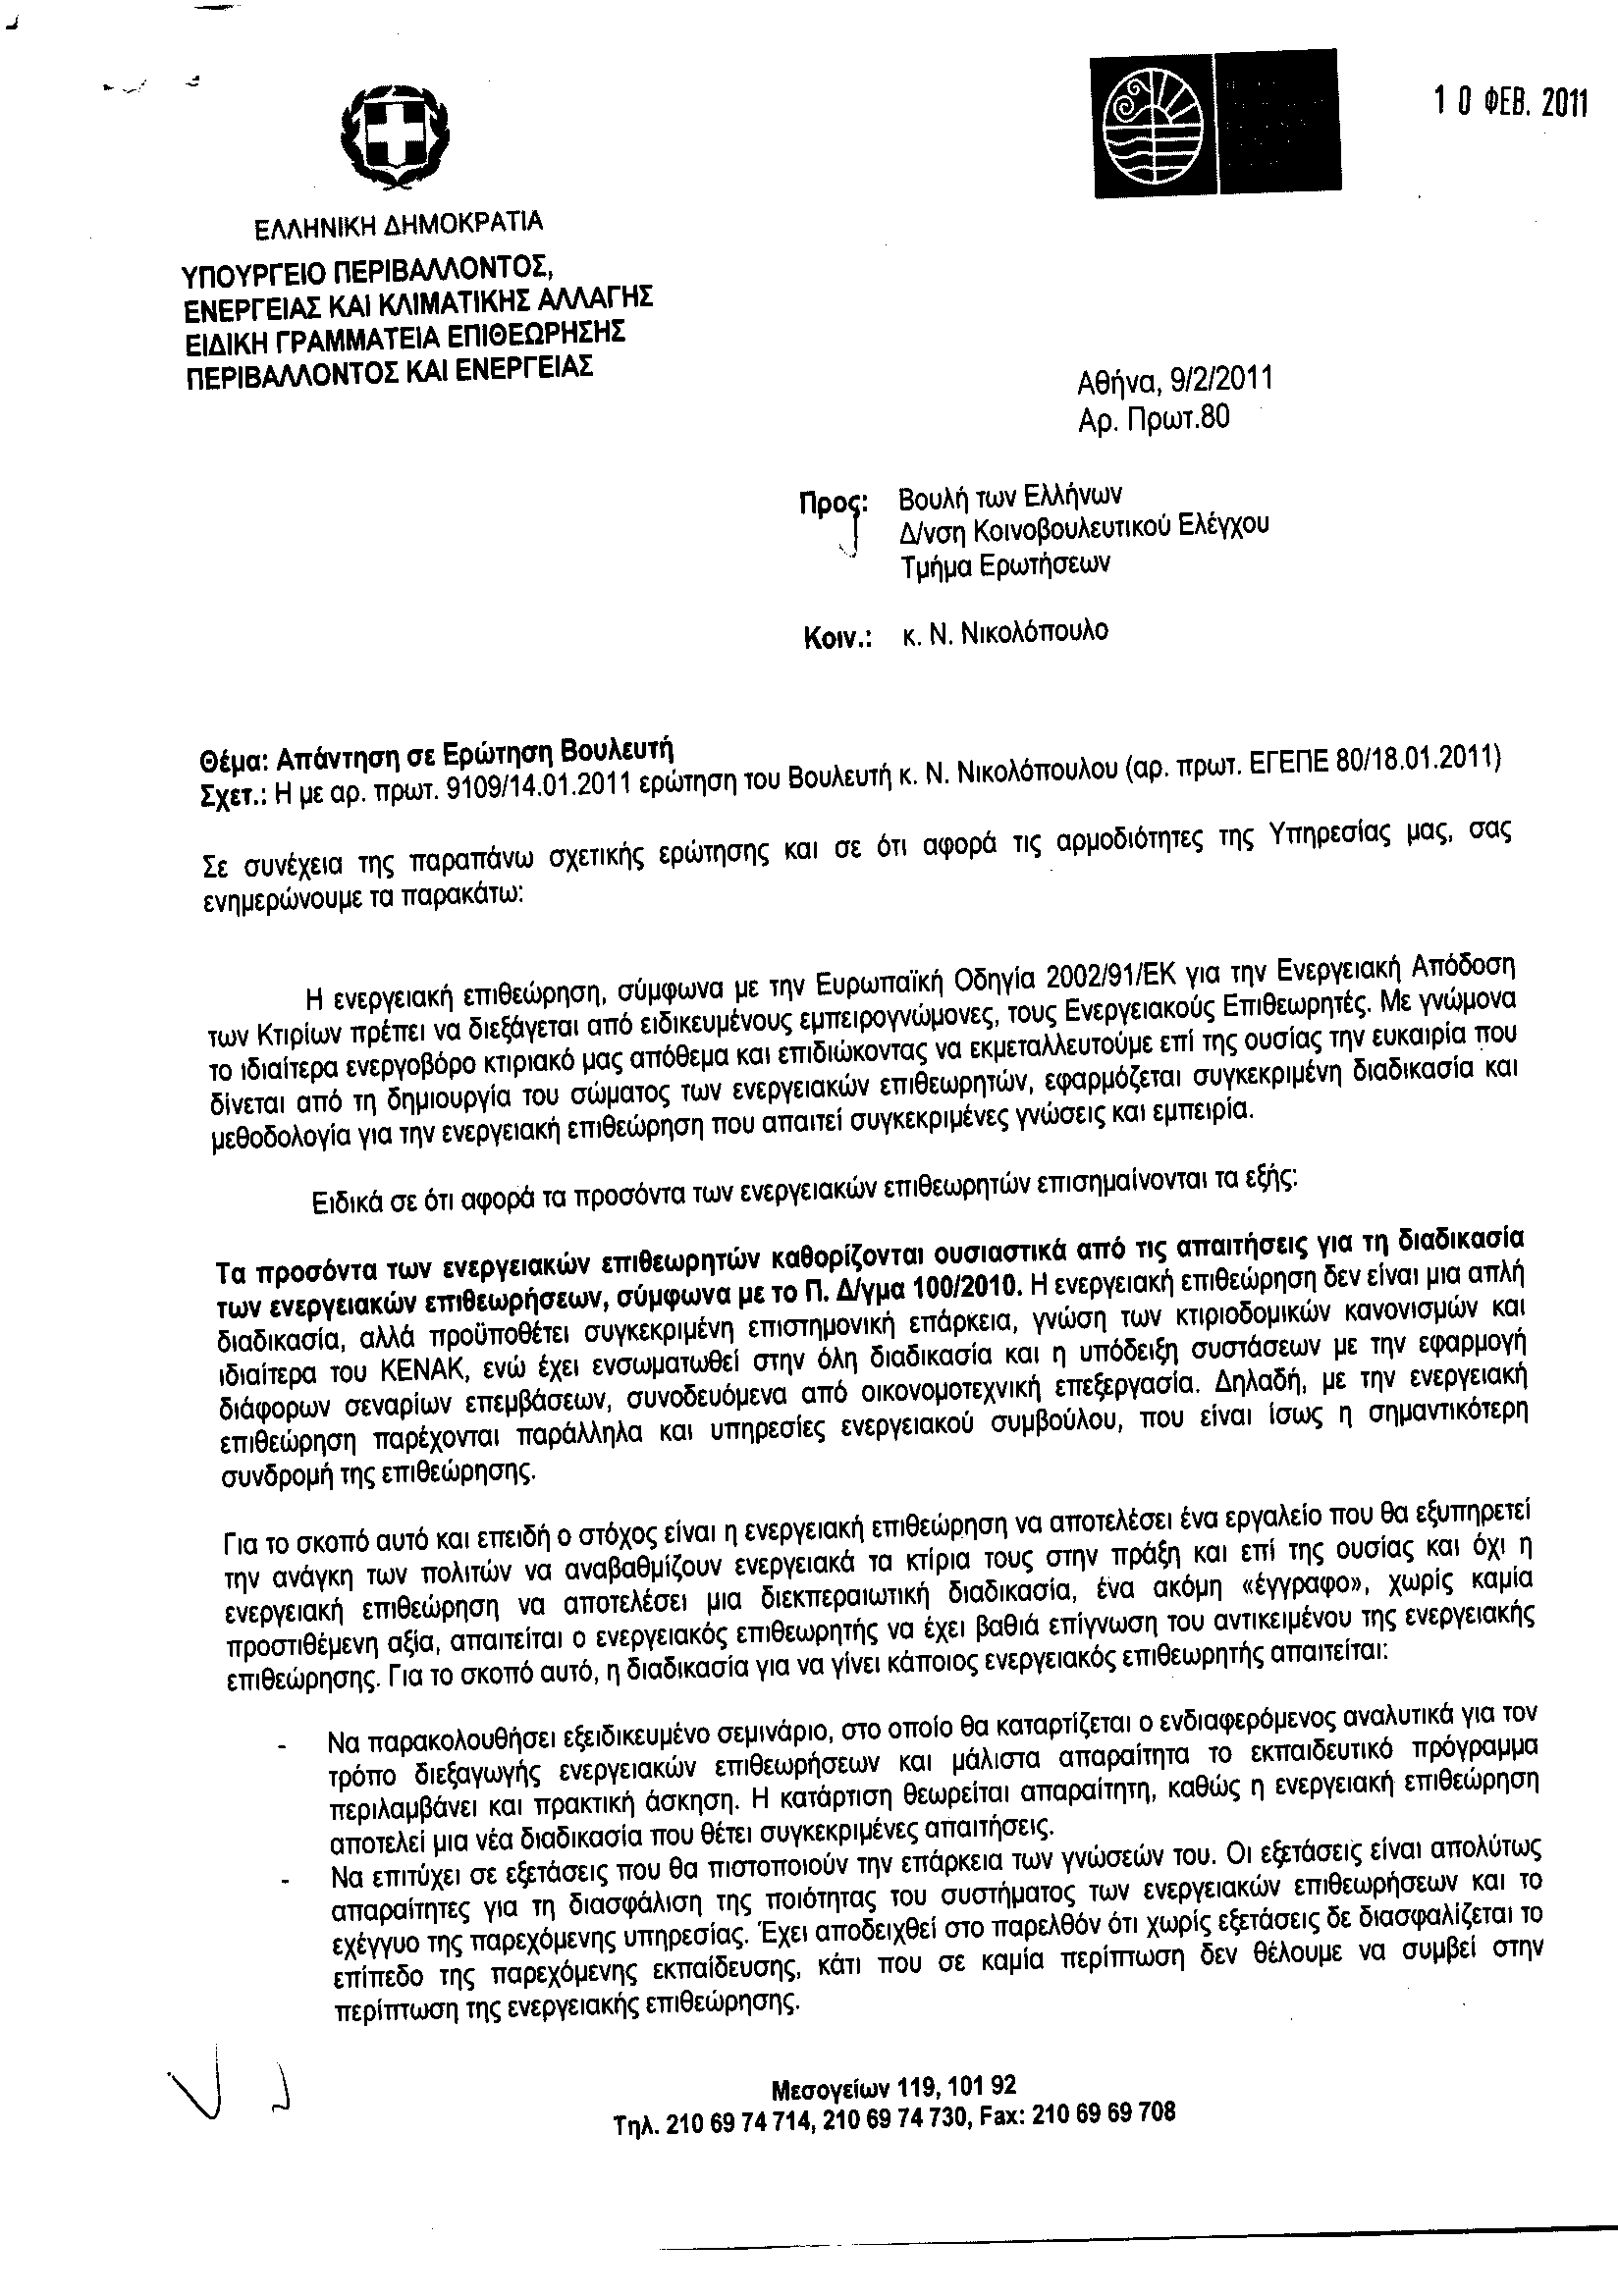 1 0 ΦΕΒ. 2011
ΕΛΛΗΝΙΚΗ ΔΗΜΟΚΡΑΤΙΑ
ΥΠΟΥΡΓΕΙΟ ΠΕΡΙΒΑΛΛΟΝΤΟΣ,
ΕΝΕΡΓΕΙΑΣ ΚΑΙ ΚΛΙΜΑΤΙΚΗΣ ΑΛΛΑΓΗΣ
ΕΙΔΙΚΗ ΓΡΑΜΜΑΤΕΙΑ ΕΠΙΘΕΩΡΗΣΗΣ
ΠΕΡΙΒΑΛΛΟΝΤΟΣ ΚΑΙ ΕΝΕΡΓΕΙΑΣ
Αθήνα, 9/2/2011
Αρ. Πρωτ.80
Προς: Βουλή των Ελλήνων
Δ/νση Κοινοβουλευτικού Ελέγχου
Τμήμα Ερωτήσεων
Κοιν.: κ. Ν. Νικολόπουλο
Θέμα: Απάντηση σε Ερώτηση Βουλευτή
Σχετ.: Η με αρ. πρωτ. 9109/14.01.2011 ερώτηση του Βουλευτή κ. Ν. Νικολόπουλου (αρ. πρωτ. ΕΓΕΠΕ 80/18.01.2011)
Σε συνέχεια της παραπάνω σχετικής ερώτησης και σε ότι αφορά τις αρμοδιότητες της Υπηρεσίας μας, σας
ενημερώνουμε τα παρακάτω:
Η ενεργειακή επιθεώρηση, σύμφωνα με την Ευρωπαϊκή Οδηγία 2002/91/ΕΚ για την Ενεργειακή Απόδοση
των Κτιρίων πρέπει να διεξάγεται από ειδικευμένους εμπειρογνώμονες, τους Ενεργειακούς Επιθεωρητές. Με γνώμονα
το ιδιαίτερα ενεργοβόρο κτιριακό μας απόθεμα και επιδιώκοντας να εκμεταλλευτούμε επί της ουσίας την ευκαιρία που
δίνεται από τη δημιουργία του σώματος των ενεργειακών επιθεωρητών, εφαρμόζεται συγκεκριμένη διαδικασία και
μεθοδολογία για την ενεργειακή επιθεώρηση που απαιτεί συγκεκριμένες γνώσεις και εμπειρία.
Ειδικά σε ότι αφορά τα προσόντα των ενεργειακών επιθεωρητών επισημαίνονται τα εξής:
Τα προσόντα των ενεργειακών επιθεωρητών καθορίζονται ουσιαστικά από τις απαιτήσεις για τη διαδικασία
των ενεργειακών επιθεωρήσεων, σύμφωνα με το Π. Δ/γμα 100/2010. Η ενεργειακή επιθεώρηση δεν είναι μια απλή
διαδικασία, αλλά προϋποθέτει συγκεκριμένη επιστημονική επάρκεια, γνώση των κτιριοδομικών κανονισμών και
ιδιαίτερα του ΚΕΝΑΚ, ενώ έχει ενσωματωθεί στην όλη διαδικασία και η υπόδειξη συστάσεων με την εφαρμογή
διάφορων σεναρίων επεμβάσεων, συνοδευόμενα από οικονομοτεχνική επεξεργασία. Δηλαδή, με την ενεργειακή
επιθεώρηση παρέχονται παράλληλα και υπηρεσίες ενεργειακού συμβούλου, που είναι ίσως η σημαντικότερη
συνδρομή της επιθεώρησης.
Για το σκοπό αυτό και επειδή ο στόχος είναι η ενεργειακή επιθεώρηση να αποτελέσει ένα εργαλείο που θα εξυπηρετεί
την ανάγκη των πολιτών να αναβαθμίζουν ενεργειακά τα κτίρια τους στην πράξη και επί της ουσίας και όχι η
ενεργειακή επιθεώρηση να αποτελέσει μια διεκπεραιωτική διαδικασία, ένα ακόμη «έγγραφο», χωρίς καμία
προστιθέμενη αξία, απαιτείται ο ενεργειακός επιθεωρητής να έχει βαθιά επίγνωση του αντικειμένου της ενεργειακής
επιθεώρησης. Για το σκοπό αυτό, η διαδικασία για να γίνει κάποιος ενεργειακός επιθεωρητής απαιτείται:
- Να παρακολουθήσει εξειδικευμένο σεμινάριο, στο οποίο θα καταρτίζεται ο ενδιαφερόμενος αναλυτικά για τον
τρόπο διεξαγωγής ενεργειακών επιθεωρήσεων και μάλιστα απαραίτητα το εκπαιδευτικό πρόγραμμα
περιλαμβάνει και πρακτική άσκηση. Η κατάρτιση θεωρείται απαραίτητη, καθώς η ενεργειακή επιθεώρηση
αποτελεί μια νέα διαδικασία που θέτει συγκεκριμένες απαιτήσεις.
- Να επιτύχει σε εξετάσεις που θα πιστοποιούν την επάρκεια των γνώσεών του. Οι εξετάσεις είναι απολύτως
απαραίτητες για τη διασφάλιση της ποιότητας του συστήματος των ενεργειακών επιθεωρήσεων και το
εχέγγυο της παρεχόμενης υπηρεσίας. Έχει αποδειχθεί στο παρελθόν ότι χωρίς εξετάσεις δε διασφαλίζεται το
επίπεδο της παρεχόμενης εκπαίδευσης, κάτι που σε καμία περίπτωση δεν θέλουμε να συμβεί στην
περίπτωση της ενεργειακής επιθεώρησης.
Μεσογείων 119, 101 92
Τηλ. 210 69 74 714, 210 69 74 730, Fax: 210 69 69 708